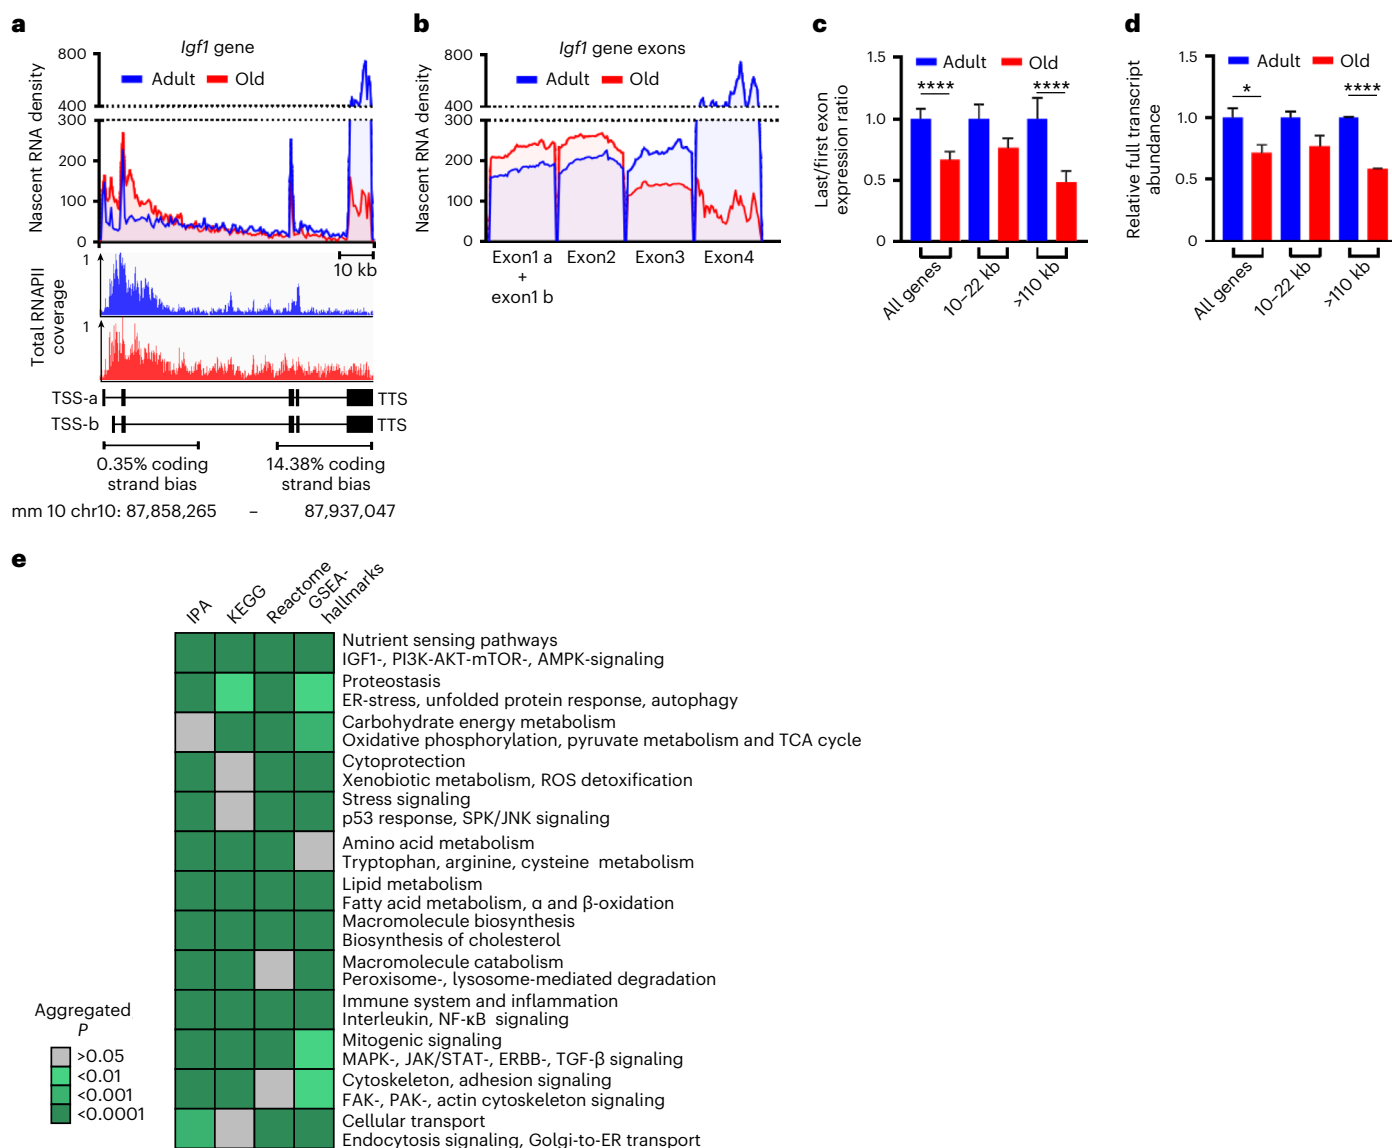 a
Igf1 gene
800
400
300
200
100
0
Nascent RNA density
Adult
Old
10 kb
1
1
Total RNAPII
coverage
TSS-a
TTS
TSS-b
TTS
0.35% coding
strand bias
14.38% coding
strand bias
mm 10 chr10: 87,858,265 – 87,937,047
b
Igf1 gene exons
800
400
300
200
100
0
Nascent RNA density
Adult
Old
Exon1 a
+
exon1 b
Exon2
Exon3
Exon4
c
1.5
1.0
0.5
0
Last/first exon
expression ratio
Adult
Old
****
****
All genes
10–22 kb
>110 kb
d
1.5
1.0
0.5
0
Relative full transcript
abundance
Adult
Old
*
****
All genes
10–22 kb
>110 kb
e
IPA
KEGG
Reactome
GSEA-
hallmarks
Nutrient sensing pathways
IGF1-, PI3K-AKT-mTOR-, AMPK-signaling
Proteostasis
ER-stress, unfolded protein response, autophagy
Carbohydrate energy metabolism
Oxidative phosphorylation, pyruvate metabolism and TCA cycle
Cytoprotection
Xenobiotic metabolism, ROS detoxification
Stress signaling
p53 response, SPK/JNK signaling
Amino acid metabolism
Tryptophan, arginine, cysteine metabolism
Lipid metabolism
Fatty acid metabolism, α and β-oxidation
Macromolecule biosynthesis
Biosynthesis of cholesterol
Macromolecule catabolism
Peroxisome-, lysosome-mediated degradation
Immune system and inflammation
Interleukin, NF-κB signaling
Mitogenic signaling
MAPK-, JAK/STAT-, ERBB-, TGF-β signaling
Cytoskeleton, adhesion signaling
FAK-, PAK-, actin cytoskeleton signaling
Cellular transport
Endocytosis signaling, Golgi-to-ER transport
Aggregated
P
>0.05
<0.01
<0.001
<0.0001